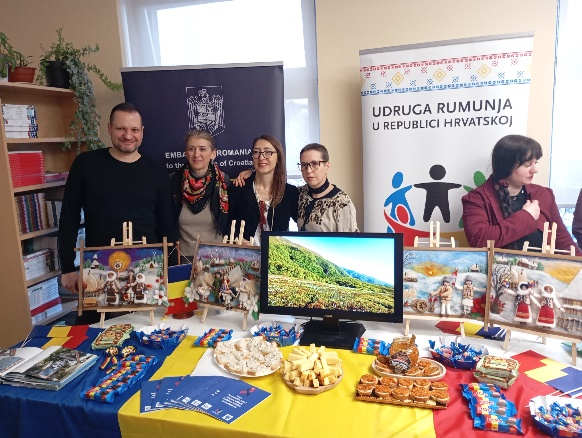 EMBA ROMANIA
to the of Croatia
UDRUGA RUMUNJA
U REPUBLICI HRVATSKOJ